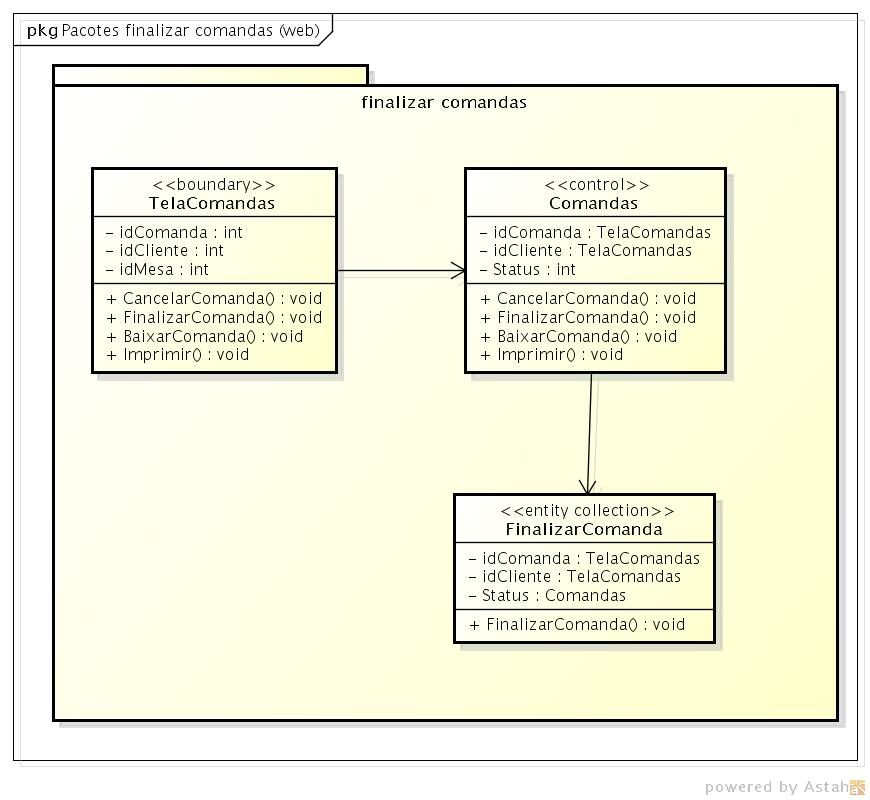 pkg Pacotes finalizar comandas (web)
finalizar comandas
<<boundary>>
TelaComandas
- idComanda : int
- idCliente : int
- idMesa : int
+ CancelarComanda() : void
+ FinalizarComanda() : void
+ BaixarComanda() : void
+ Imprimir() : void
<<control>>
Comandas
- idComanda : TelaComandas
- idCliente : TelaComandas
- Status : int
+ CancelarComanda() : void
+ FinalizarComanda() : void
+ BaixarComanda() : void
+ Imprimir() : void
<<entity collection>>
FinalizarComanda
- idComanda : TelaComandas
- idCliente : TelaComandas
- Status : Comandas
+ FinalizarComanda() : void
powered by Astah